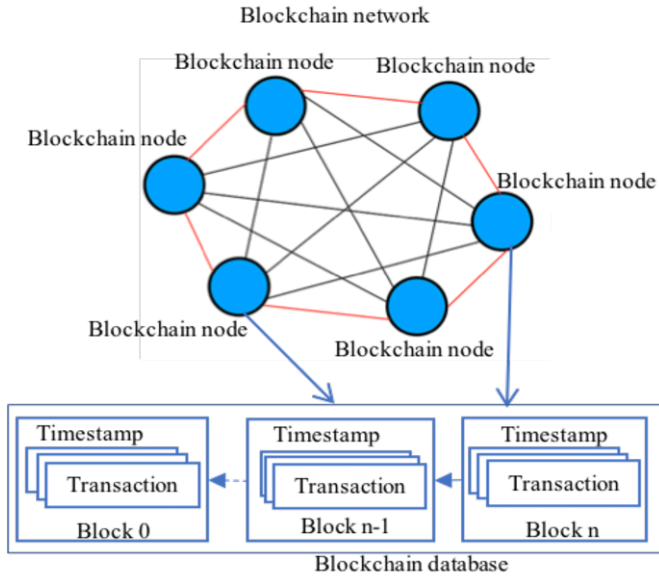 Blockchain network
Blockchain node
Blockchain node
Blockchain node
Blockchain node
Blockchain node
Blockchain node
Timestamp
Transaction
Block 0
Timestamp
Transaction
Block n-1
Timestamp
Transaction
Block n
Blockchain database